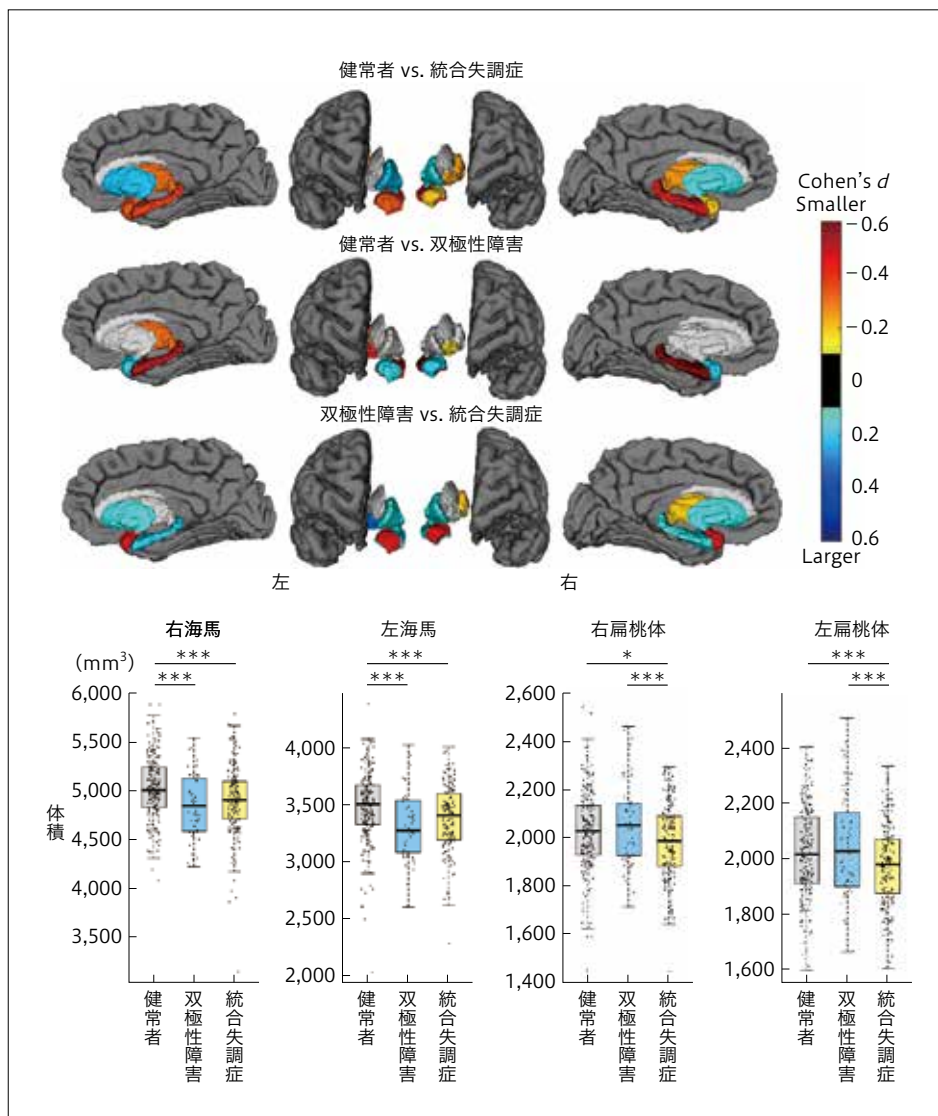 健常者 vs. 統合失調症
Cohen's d
Smaller
－0.6
－0.4
－0.2
0
0.2
0.4
0.6
Larger
健常者 vs. 双極性障害
双極性障害 vs. 統合失調症
左
右
右海馬
(mm³)
体積
***
***
6,000
5,500
5,000
4,500
4,000
3,500
健常者
双極性障害
統合失調症
左海馬
***
***
4,000
3,500
3,000
2,500
2,000
健常者
双極性障害
統合失調症
右扁桃体
*
***
2,600
2,400
2,200
2,000
1,800
1,600
1,400
健常者
双極性障害
統合失調症
左扁桃体
***
***
2,400
2,200
2,000
1,800
1,600
健常者
双極性障害
統合失調症